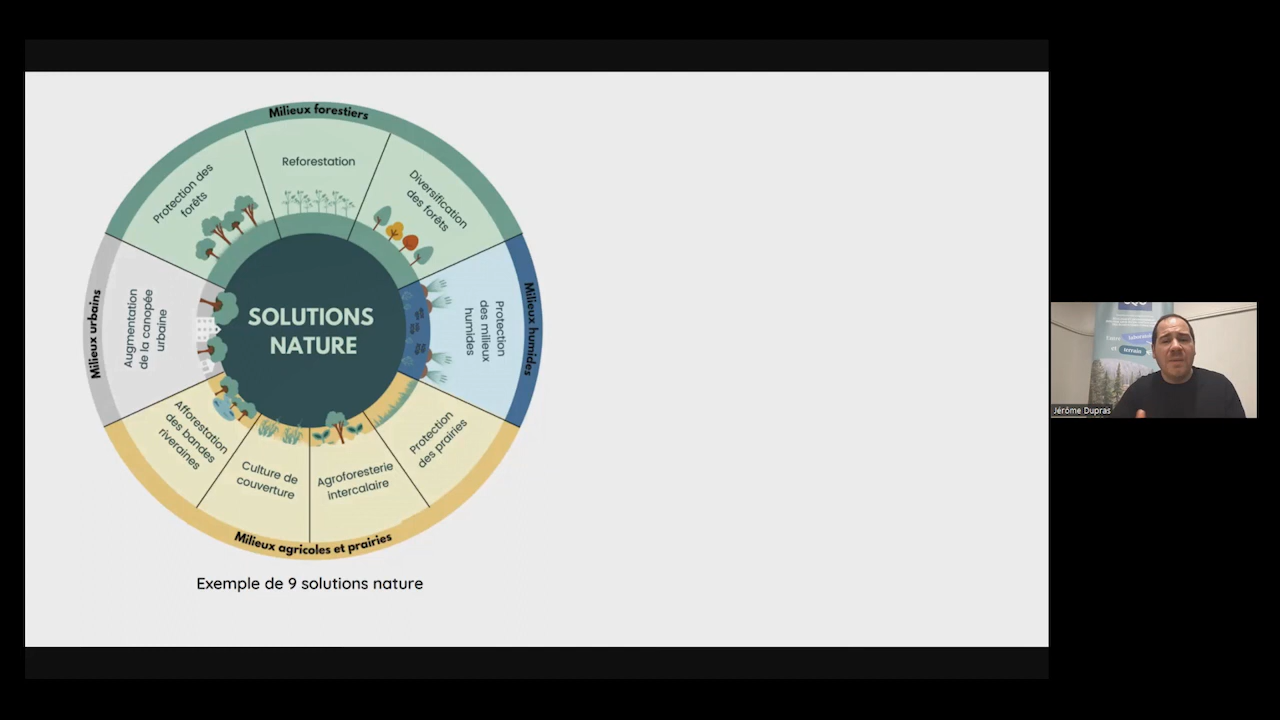 Milieux forestiers
Protection des
forêts
Reforestation
Diversification
des forêts
Milieux humides
Protection
des milieux
humides
Milieux urbains
Augmentation
de la canopée
urbaine
SOLUTIONS
NATURE
Afforestation
des bandes
riveraines
Culture de
couverture
Agroforesterie
intercalaire
Protection
des prairies
Milieux agricoles et prairies
Exemple de 9 solutions nature
et terrain
Jérôme Dupras